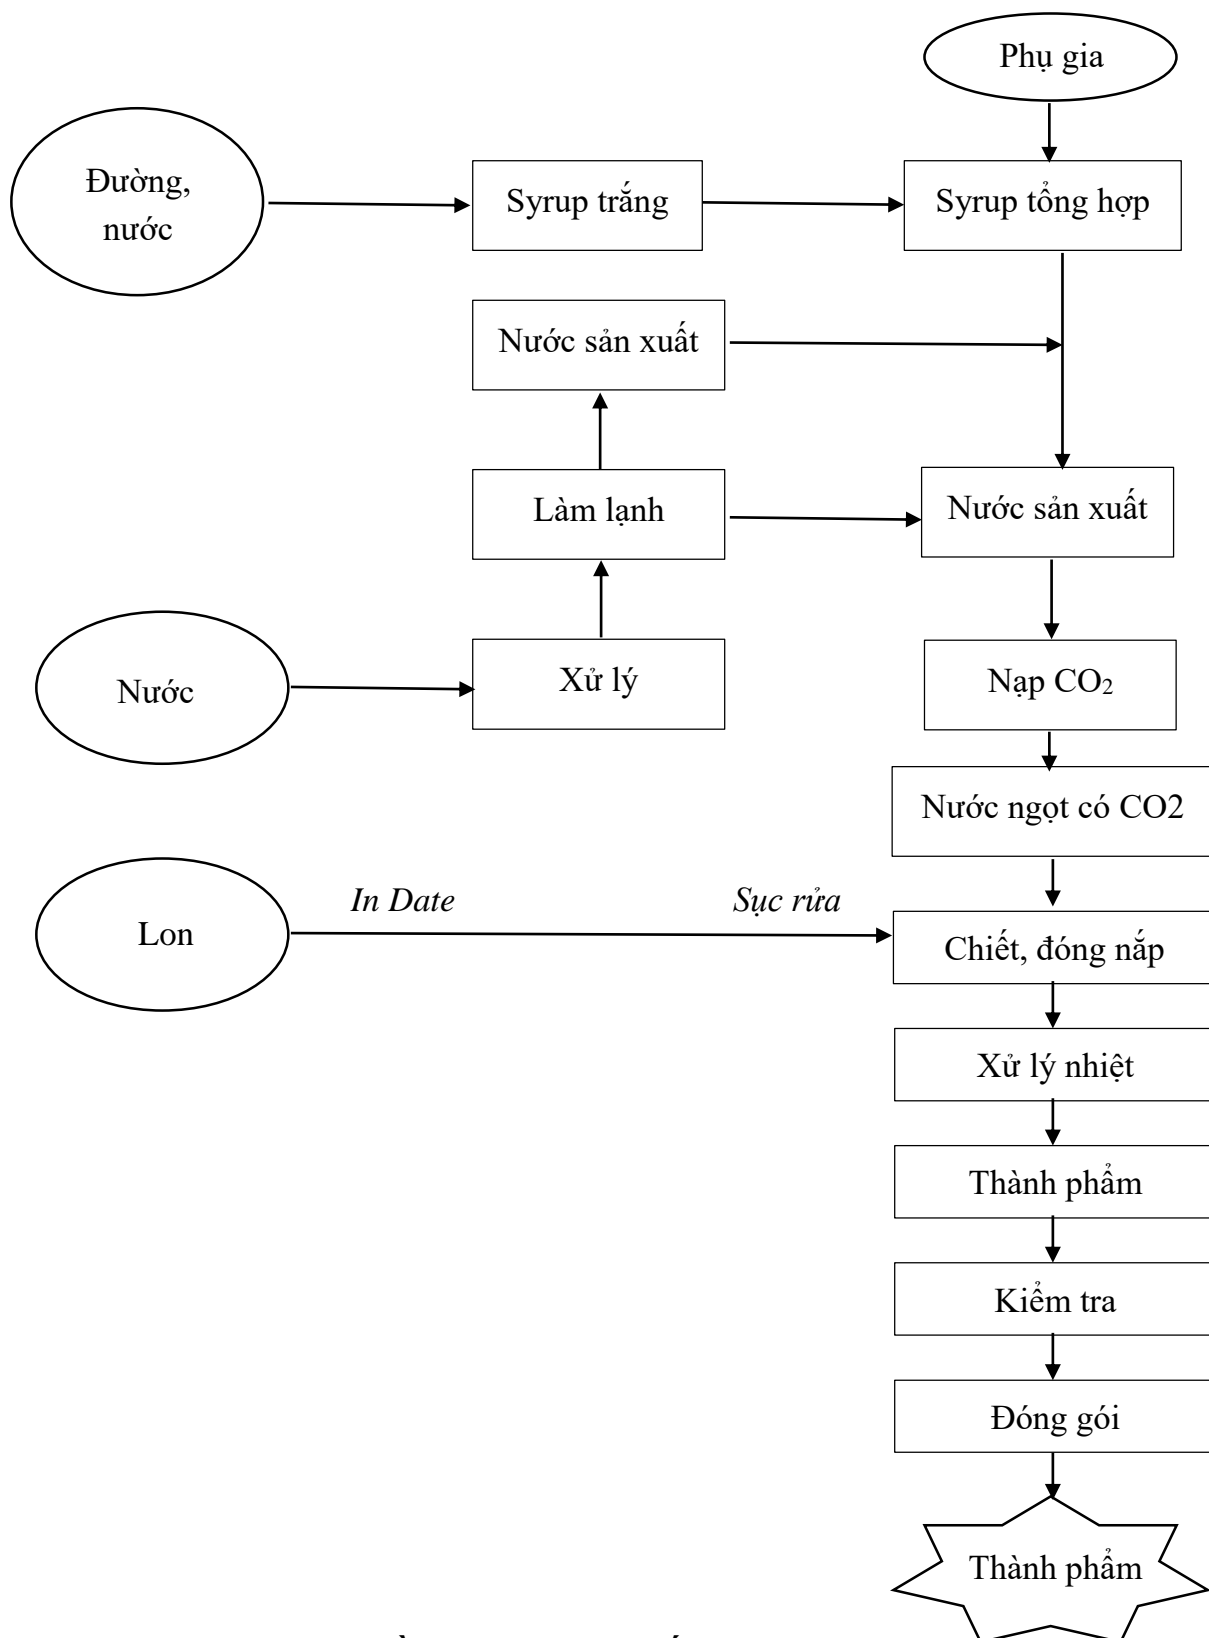 Phụ gia
Đường,
nước
Syrup trắng
Syrup tổng hợp
Nước sản xuất
Làm lạnh
Nước sản xuất
Nước
Xử lý
Nạp CO₂
Nước ngọt có CO2
Lon
In Date
Sục rửa
Chiết, đóng nắp
Xử lý nhiệt
Thành phẩm
Kiểm tra
Đóng gói
Thành phẩm